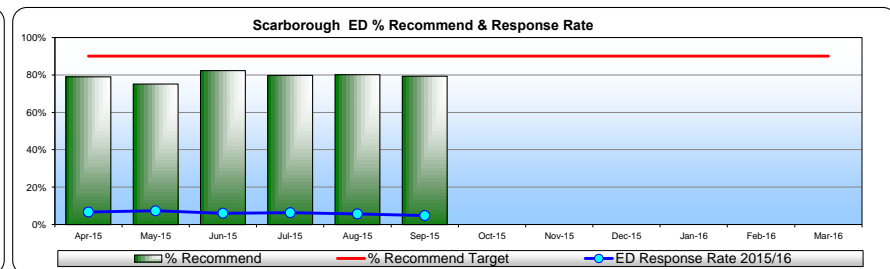 Scarborough  ED % Recommend & Response Rate
100%
80%
60%
40%
20%
0%
Apr-15 May-15 Jun-15 Jul-15 Aug-15 Sep-15 Oct-15 Nov-15 Dec-15 Jan-16 Feb-16 Mar-16
% Recommend % Recommend Target ED Response Rate 2015/16